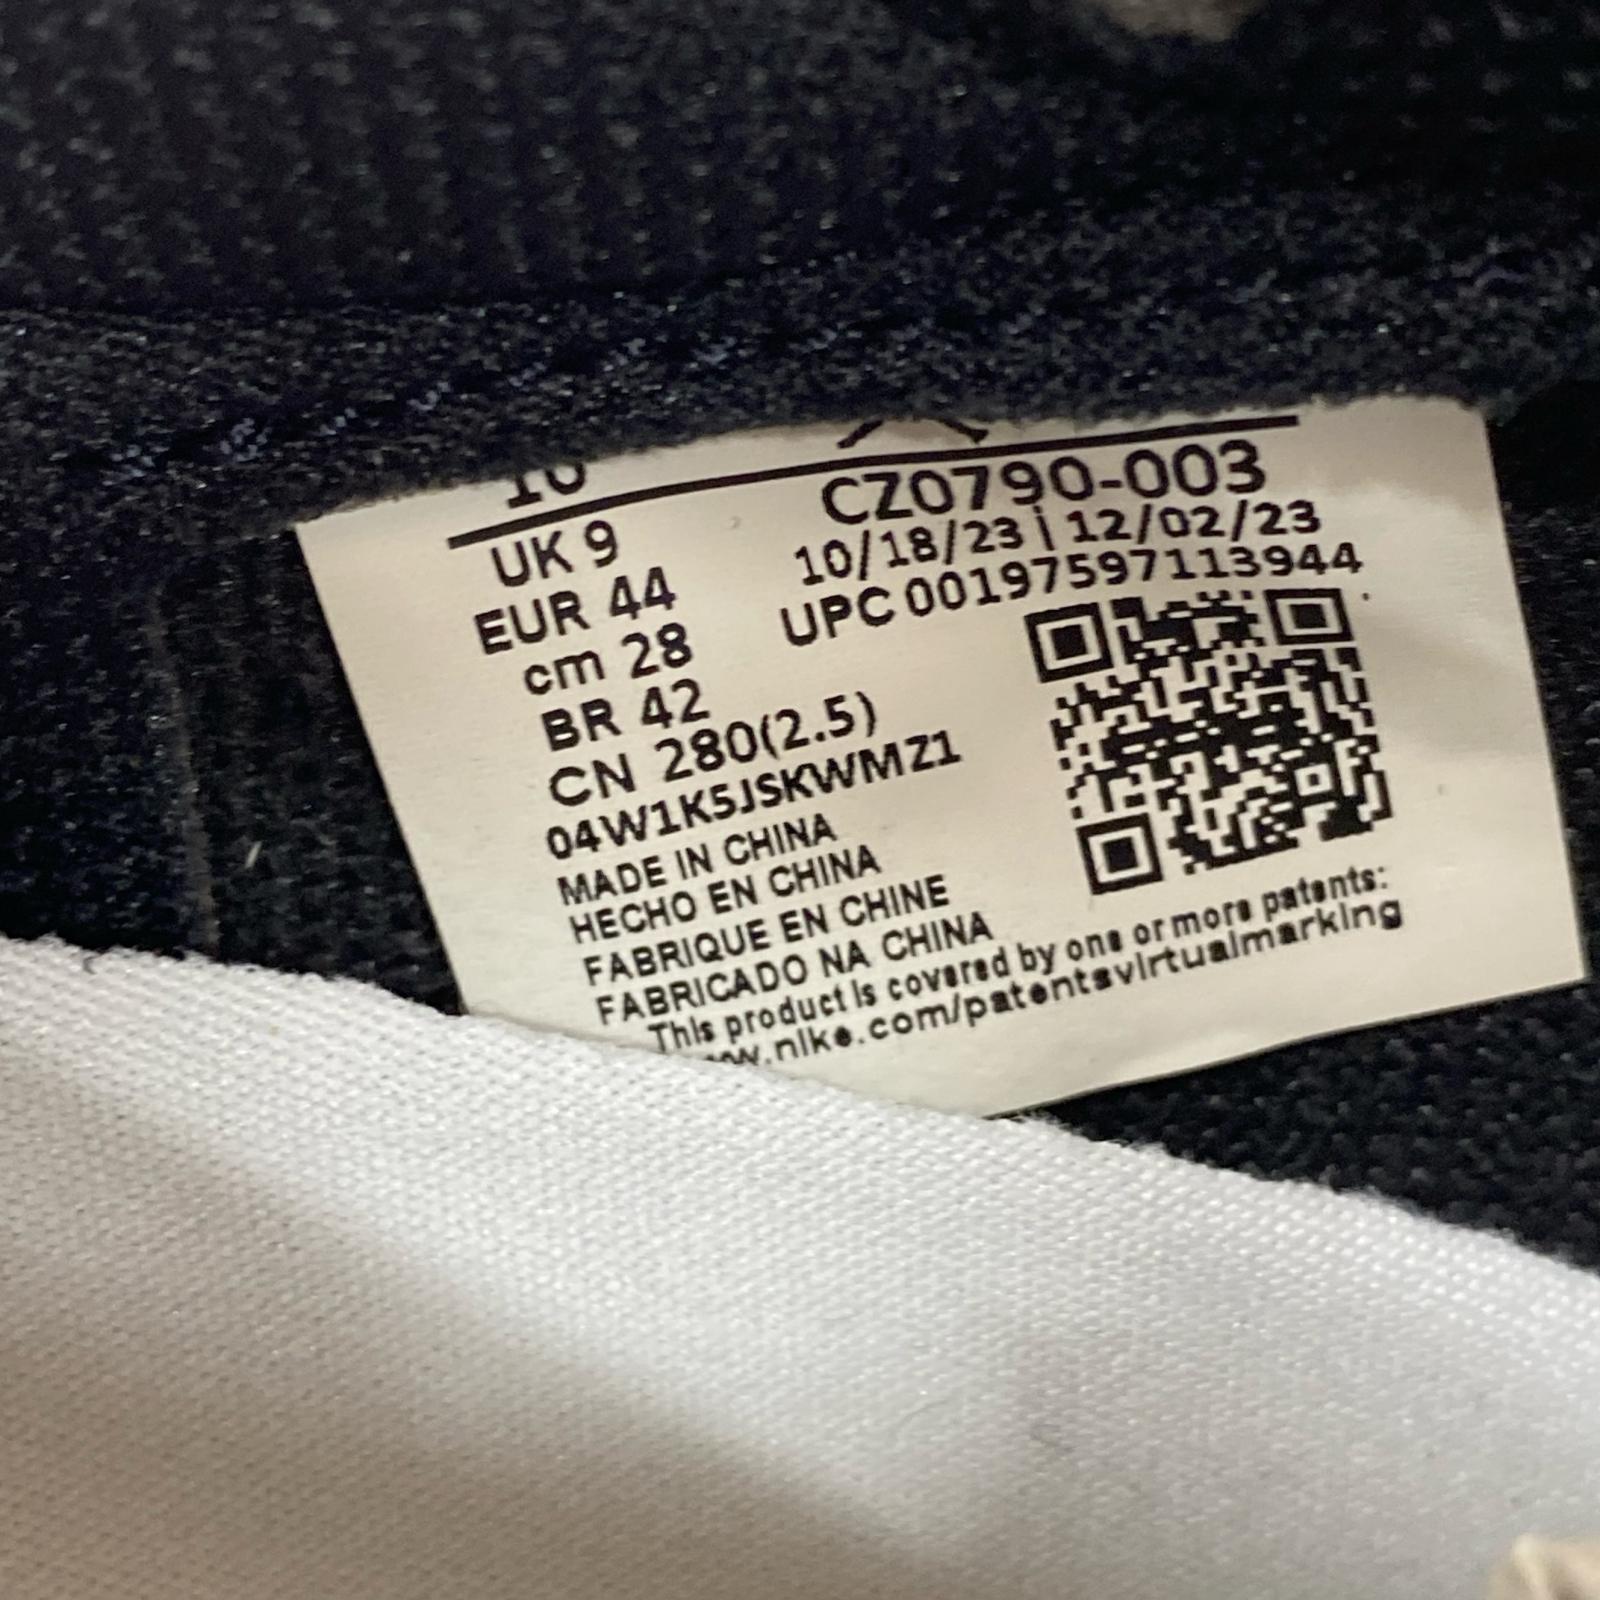 10
CZ0790-003
UK 9
10/18/23 | 12/02/23
EUR 44
UPC 00197597113944
cm 28
BR 42
CN 280(2.5)
04W1K5JSKWMZ1
MADE IN CHINA
HECHO EN CHINA
FABRIQUE EN CHINE
FABRICADO NA CHINA
This product is covered by one or more patents:
w.nike.com/patentsvirtualmarking